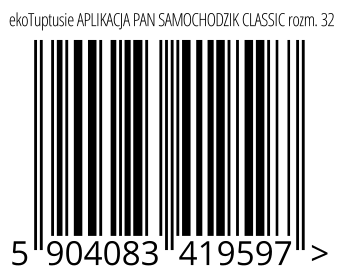 ekoTuptusie APLIKACJA PAN SAMOCHODZIK CLASSIC rozm. 32
5 904083 419597 >